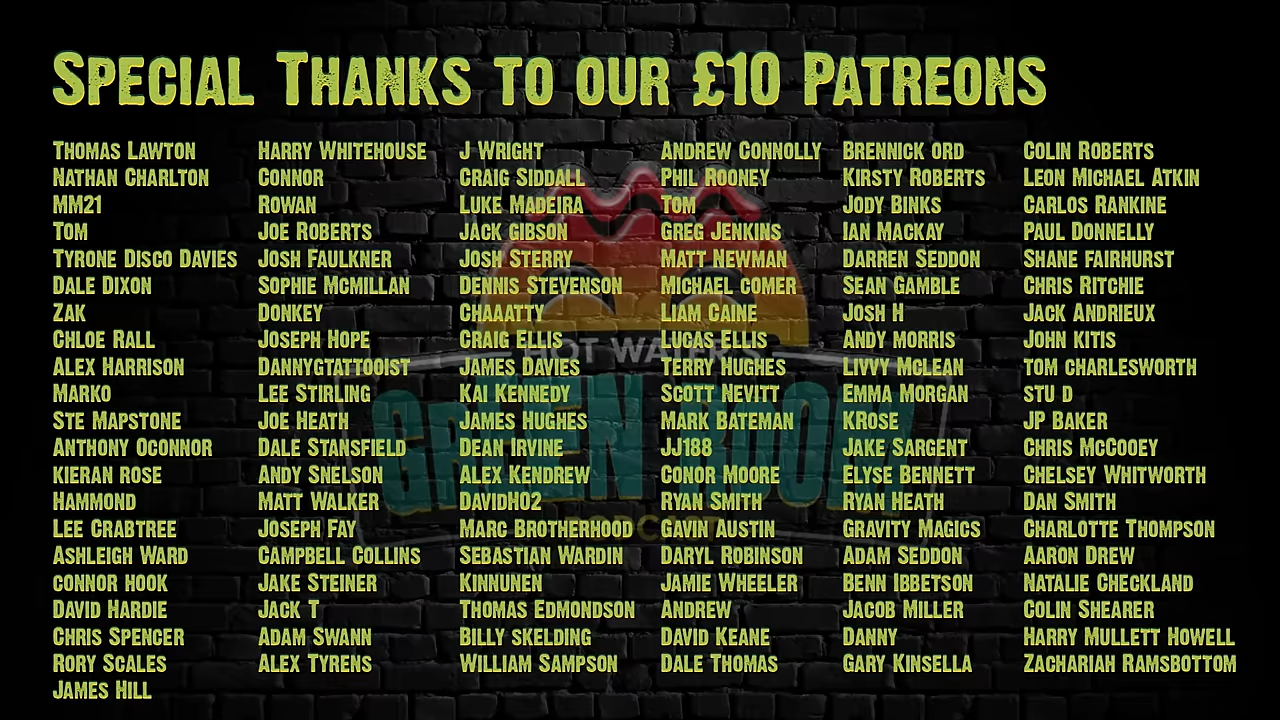 Special Thanks to our £10 Patreons
Thomas Lawton
Nathan Charlton
MM21
Tom
Tyrone Disco Davies
Dale Dixon
Zak
Chloe Rall
Alex Harrison
Marko
Ste Mapstone
Anthony Oconnor
kieran rose
Hammond
Lee Crabtree
Ashleigh Ward
connor hook
David Hardie
Chris Spencer
Rory Scales
James Hill
Harry Whitehouse
Connor
Rowan
Joe Roberts
Josh Faulkner
Sophie Mcmillan
Donkey
Joseph Hope
Dannygtattooist
Lee Stirling
Joe Heath
Dale Stansfield
Andy Snelson
Matt Walker
Joseph Fay
Campbell Collins
Jake Steiner
Jack T
Adam Swann
Alex Tyrens
J Wright
Craig Siddall
Luke Madeira
Jack gibson
Josh Sterry
Dennis Stevenson
Chaaatty
Craig Ellis
James Davies
Kai Kennedy
James Hughes
Dean Irvine
Alex Kendrew
DavidH02
Marc Brotherhood
Sebastian Wardin
Kinnunen
Thomas Edmondson
Billy skelding
William Sampson
Andrew Connolly
Phil Rooney
Tom
Greg Jenkins
Matt Newman
Michael comer
Liam Caine
Lucas Ellis
Terry Hughes
Scott Nevitt
Mark Bateman
JJ188
Conor Moore
Ryan Smith
Gavin Austin
Daryl Robinson
Jamie Wheeler
Andrew
David Keane
Dale Thomas
Brennick ord
Kirsty Roberts
Jody Binks
Ian Mackay
Darren Seddon
Sean Gamble
Josh H
Andy morris
Livvy Mclean
Emma Morgan
KRose
Jake Sargent
Elyse Bennett
Ryan Heath
Gravity Magics
Adam Seddon
Benn Ibbetson
Jacob Miller
Danny
Gary Kinsella
Colin Roberts
Leon Michael Atkin
Carlos Rankine
Paul Donnelly
Shane Fairhurst
Chris Ritchie
Jack Andrieux
John kitis
tom charlesworth
stu d
JP Baker
Chris McCooey
Chelsey Whitworth
Dan Smith
Charlotte Thompson
Aaron Drew
Natalie Checkland
Colin Shearer
Harry Mullett Howell
Zachariah Ramsbottom
HOT WATER'S
GREEN ROOM
PODCAST